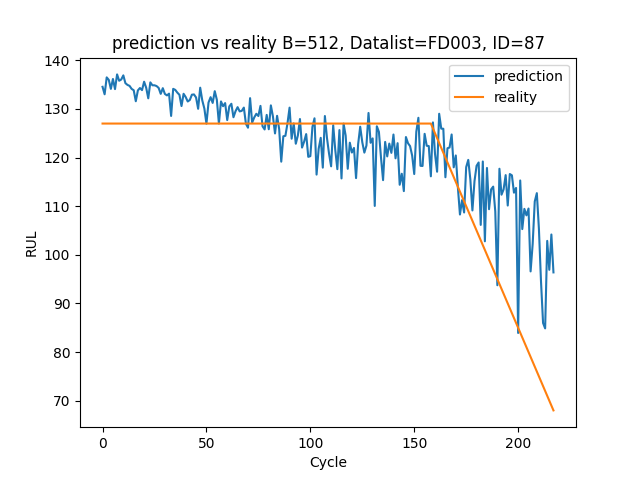 prediction vs reality B=512, Datalist=FD003, ID=87
prediction
reality
RUL
140
130
120
110
100
90
80
70
0
50
100
150
200
Cycle